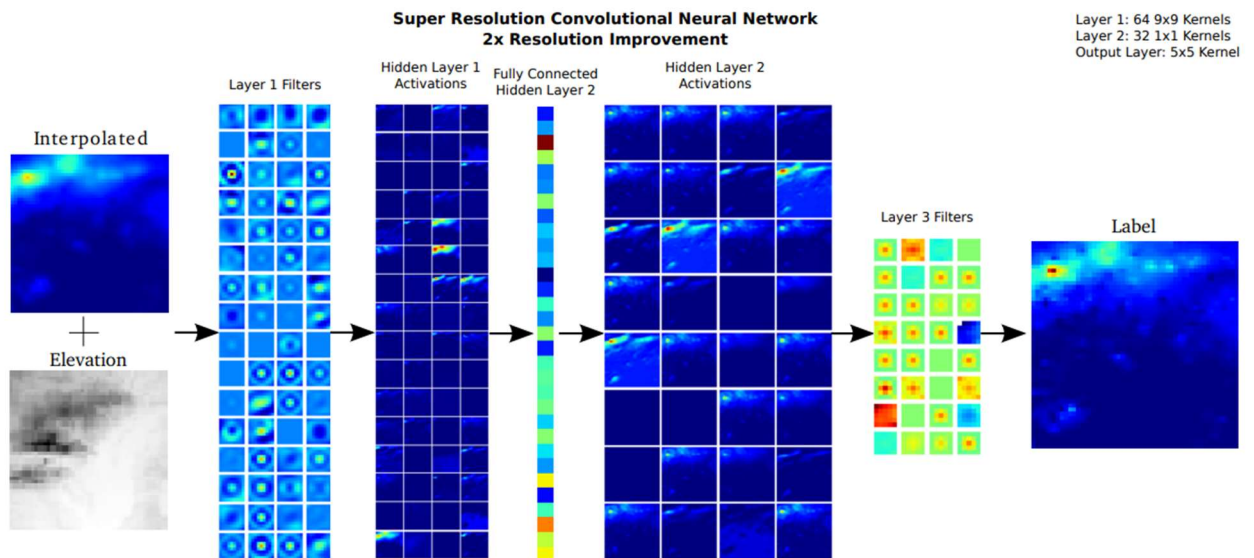 Super Resolution Convolutional Neural Network
2x Resolution Improvement
Layer 1: 64 9x9 Kernels
Layer 2: 32 1x1 Kernels
Output Layer: 5x5 Kernel
Interpolated
Elevation
Layer 1 Filters
Hidden Layer 1
Activations
Fully Connected
Hidden Layer 2
Hidden Layer 2
Activations
Layer 3 Filters
Label